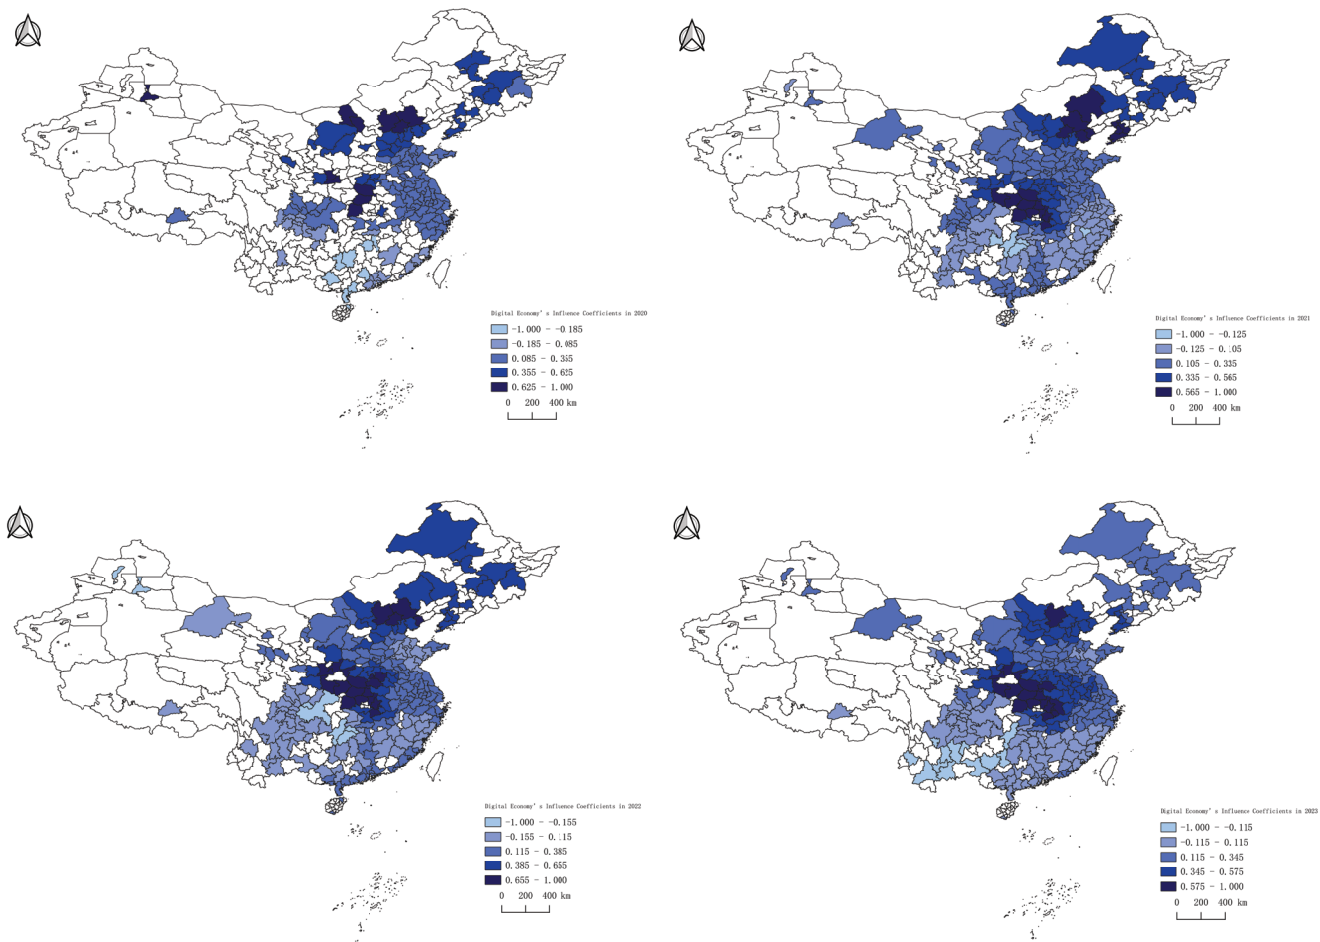 Digital Economy's Influence Coefficients in 2020
-1.000 - -0.185
-0.185 - 0.085
0.085 - 0.355
0.355 - 0.625
0.625 - 1.000
0 200 400 km
Digital Economy's Influence Coefficients in 2021
-1.000 - -0.125
-0.125 - 0.105
0.105 - 0.335
0.335 - 0.565
0.565 - 1.000
0 200 400 km
Digital Economy's Influence Coefficients in 2022
-1.000 - -0.155
-0.155 - 0.115
0.115 - 0.385
0.385 - 0.655
0.655 - 1.000
0 200 400 km
Digital Economy's Influence Coefficients in 2023
-1.000 - -0.115
-0.115 - 0.115
0.115 - 0.345
0.345 - 0.575
0.575 - 1.000
0 200 400 km